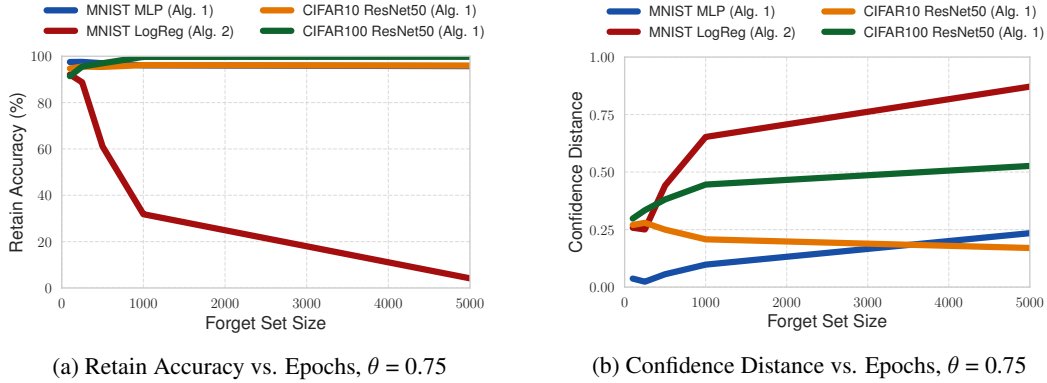 MNIST MLP (Alg. 1) CIFAR10 ResNet50 (Alg. 1)
MNIST LogReg (Alg. 2) CIFAR100 ResNet50 (Alg. 1)
100
80
60
40
20
0
Retain Accuracy (%)
0 1000 2000 3000 4000 5000
Forget Set Size
(a) Retain Accuracy vs. Epochs, θ = 0.75
MNIST MLP (Alg. 1) CIFAR10 ResNet50 (Alg. 1)
MNIST LogReg (Alg. 2) CIFAR100 ResNet50 (Alg. 1)
1.00
0.75
0.50
0.25
0.00
Confidence Distance
0 1000 2000 3000 4000 5000
Forget Set Size
(b) Confidence Distance vs. Epochs, θ = 0.75